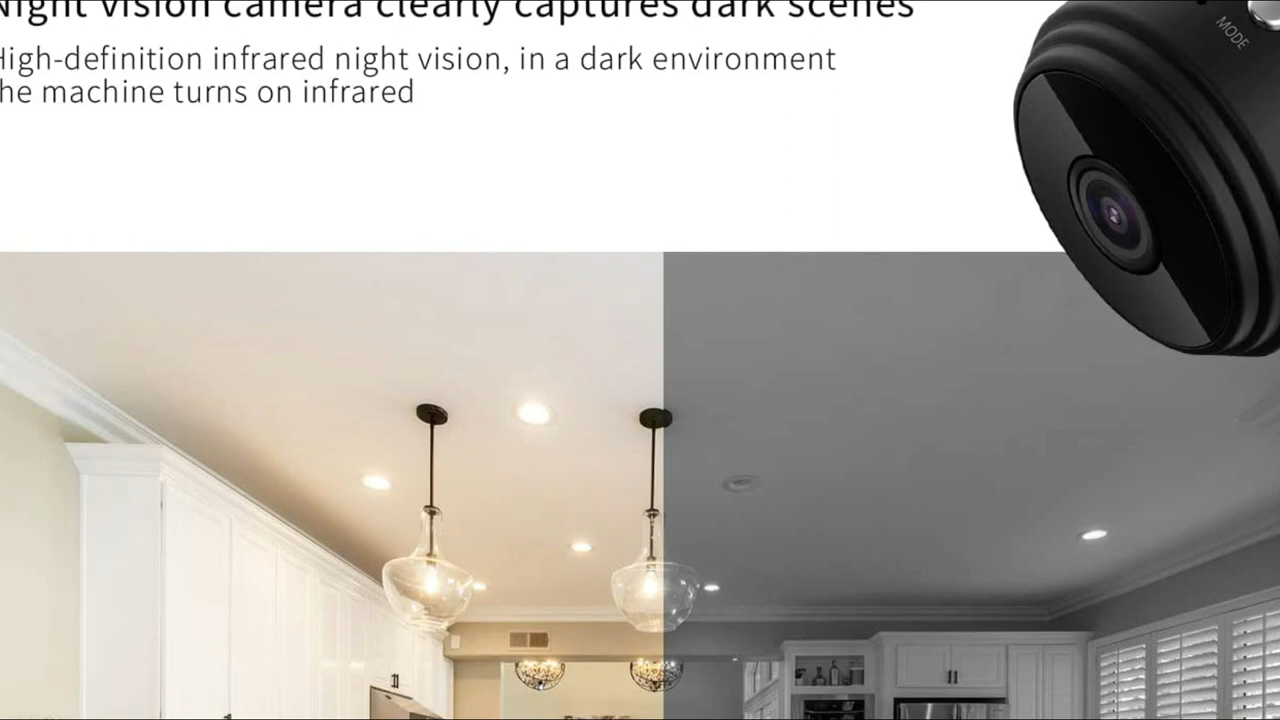 Night vision camera clearly captures dark scenes
High-definition infrared night vision, in a dark environment
the machine turns on infrared
MODE